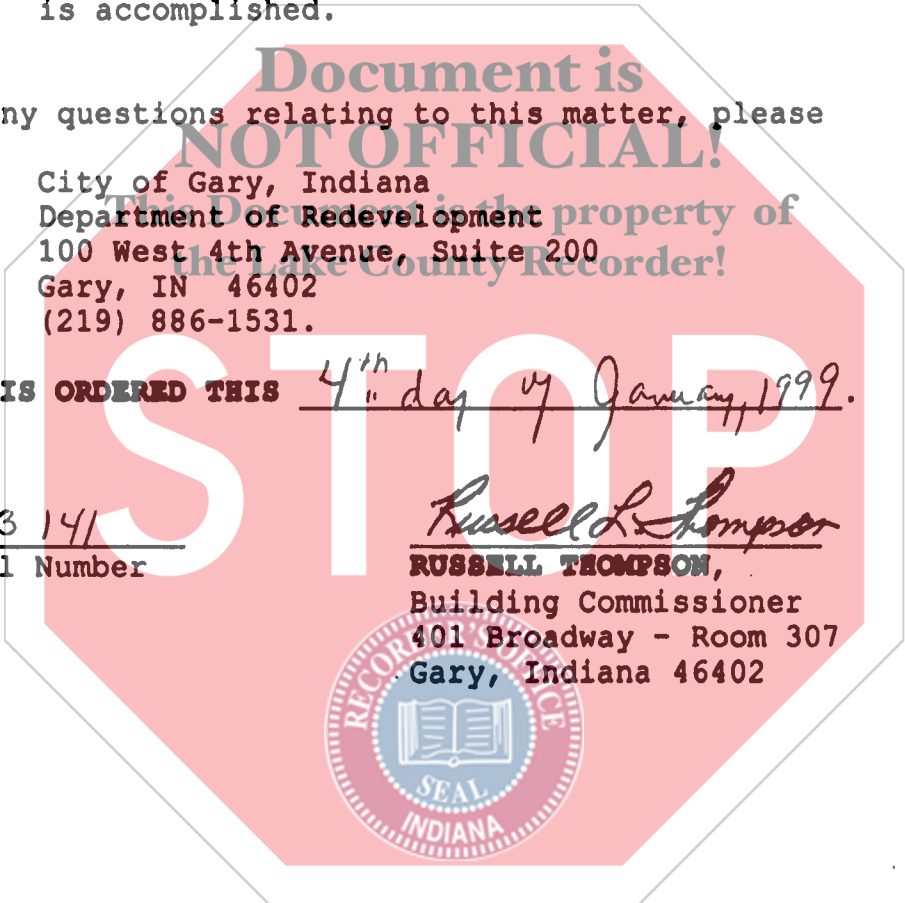 is accomplished.
Document is
ny questions relating to this matter, please
NOT OFFICIAL!
City of Gary, Indiana
This Document is the property of
Department of Redevelopment
100 West 4th Avenue, Suite 200
the Lake County Recorder!
Gary, IN 46402
(219) 886-1531.
STOP
IS ORDERED THIS 4th day of January, 1999.
3 141
l Number
Russell L. Thompson
RUSSELL THOMPSON,
Building Commissioner
401 Broadway - Room 307
Gary, Indiana 46402
RECORDER'S OFFICE
SEAL
INDIANA